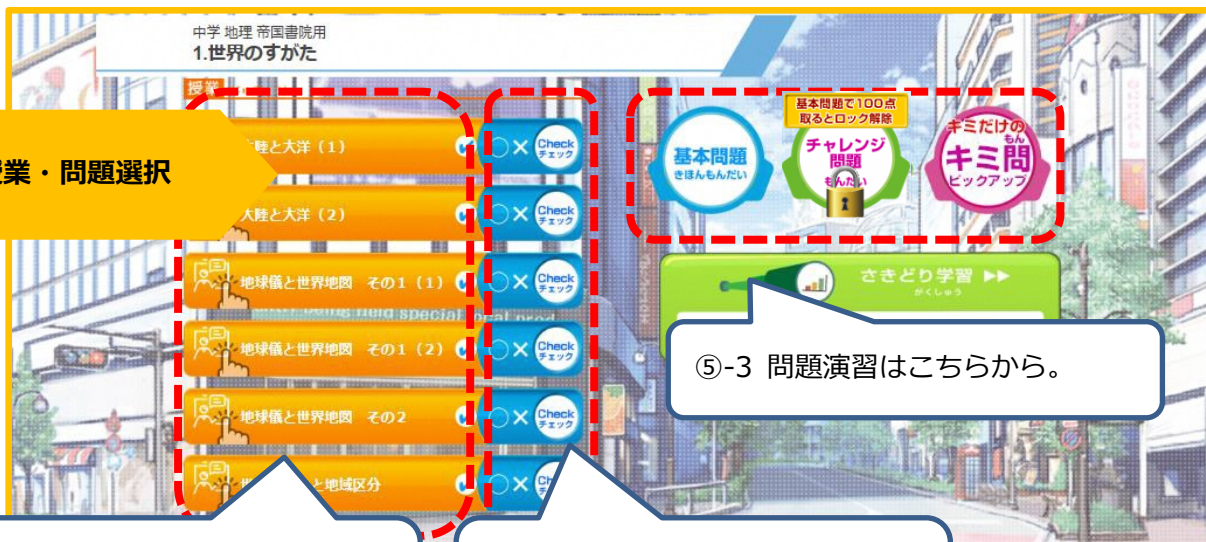 中学 地理 帝国書院用
1.世界のすがた
授業
業・問題選択
陸と大洋（1）
Check
チェック
大陸と大洋（2）
Check
チェック
地球儀と世界地図 その1（1）
Check
チェック
地球儀と世界地図 その1（2）
Check
チェック
地球儀と世界地図 その2
Check
チェック
と地域区分
基本問題
きほんもんだい
基本問題で100点
取るとロック解除
チャレンジ
問題
もんだい
1
キミだけの
もん
キミ問
ピックアップ
さきどり学習 ▶▶
がくしゅう
⑤-3 問題演習はこちらから。